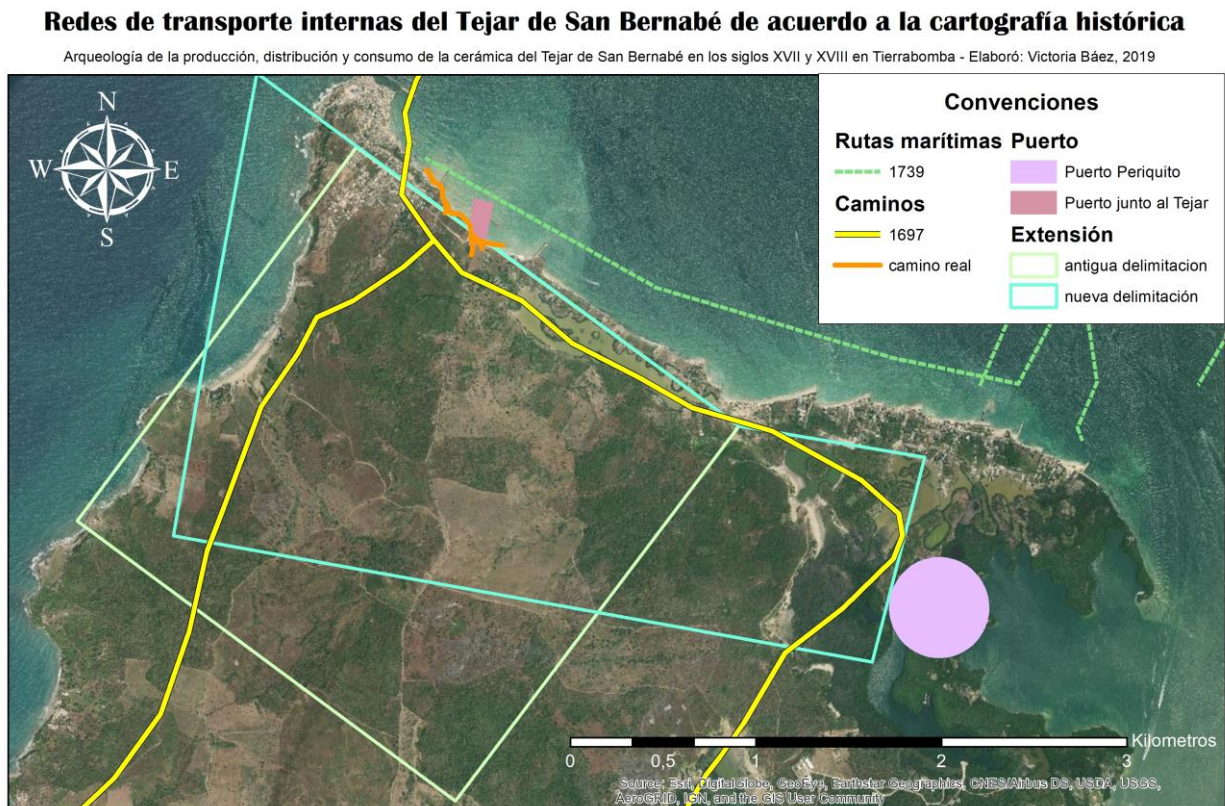 Redes de transporte internas del Tejar de San Bernabé de acuerdo a la cartografía histórica
Arqueología de la producción, distribución y consumo de la cerámica del Tejar de San Bernabé en los siglos XVII y XVIII en Tierrabomba - Elaboró: Victoria Báez, 2019
N
W E
S
Convenciones
Rutas marítimas
1739
Caminos
1697
camino real
Puerto
Puerto Periquito
Puerto junto al Tejar
Extensión
antigua delimitacion
nueva delimitación
Kilometros
0 0,5 1 2 3
Source: Esri, DigitalGlobe, GeoEye, Earthstar Geographics, CNES/Airbus DS, USDA, USGS,
AeroGRID, IGN, and the GIS User Community